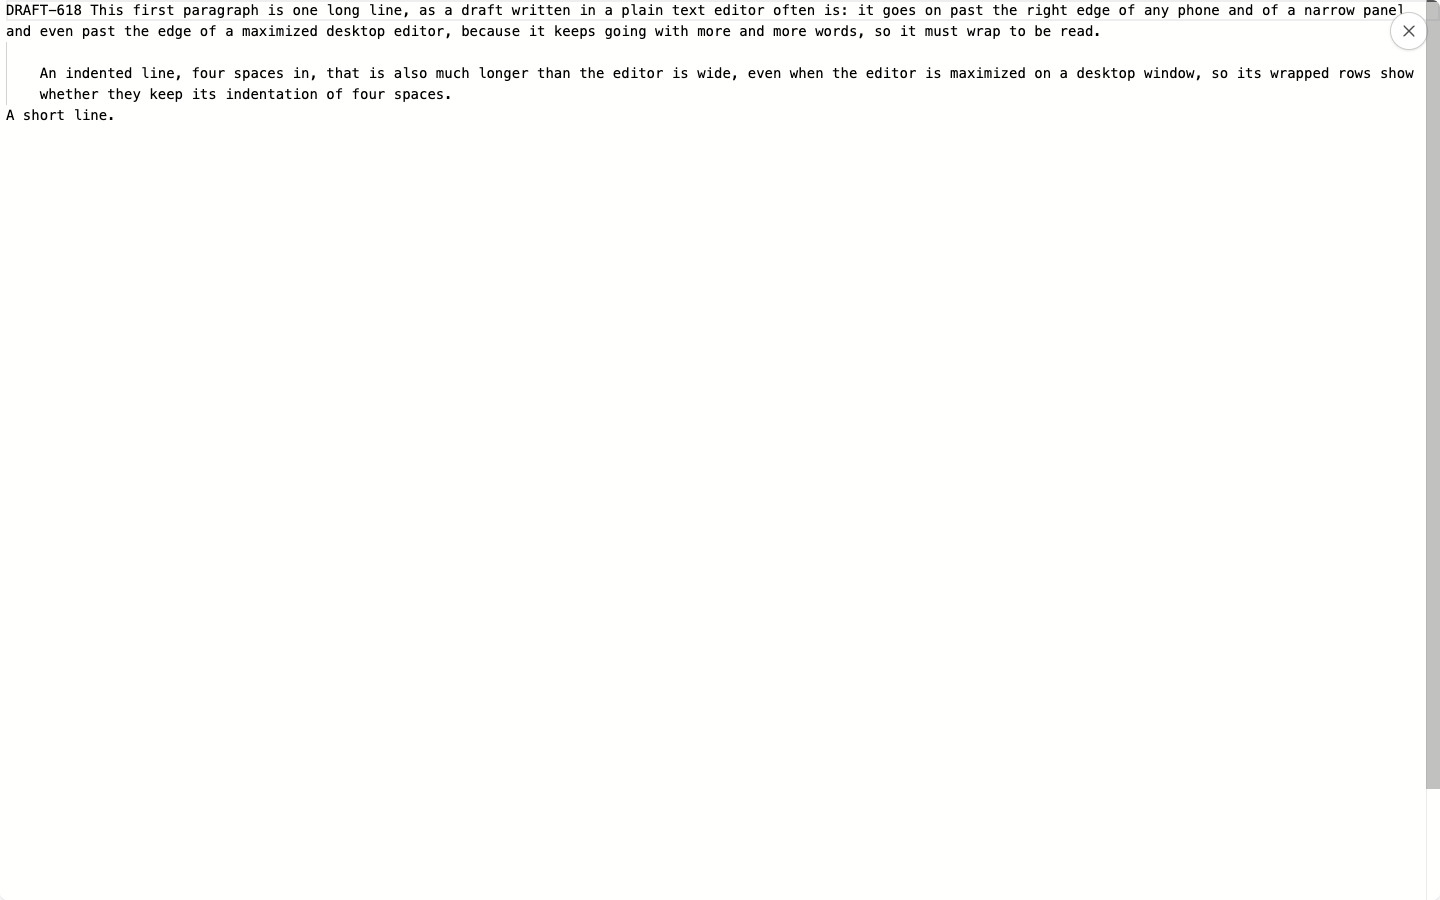 DRAFT-618 This first paragraph is one long line, as a draft written in a plain text editor often is: it goes on past the right edge of any phone and of a narrow panel
and even past the edge of a maximized desktop editor, because it keeps going with more and more words, so it must wrap to be read.
An indented line, four spaces in, that is also much longer than the editor is wide, even when the editor is maximized on a desktop window, so its wrapped rows show
whether they keep its indentation of four spaces.
A short line.